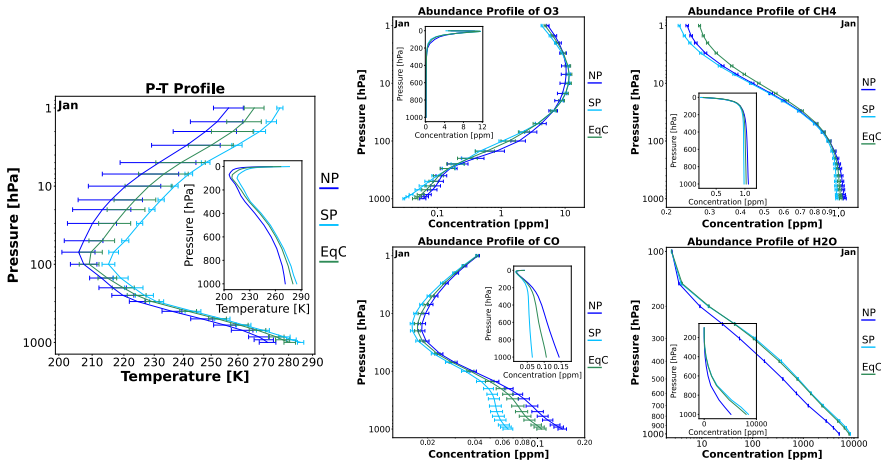 P-T Profile
Jan
Pressure [hPa]
1
10
100
1000
200 210 220 230 240 250 260 270 280 290
Temperature [K]
Pressure [hPa]
0
200
400
600
800
1000
200 230 260 290
Temperature [K]
NP
SP
EqC
Abundance Profile of O3
Jan
Pressure [hPa]
1
10
100
1000
0.1 1 10
Concentration [ppm]
Pressure [hPa]
0
200
400
600
800
1000
0 4 8 12
Concentration [ppm]
NP
SP
EqC
Abundance Profile of CH4
Jan
Pressure [hPa]
1
10
100
1000
0.2 0.3 0.4 0.5 0.6 0.7 0.8 0.9 1.0
Concentration [ppm]
Pressure [hPa]
0
200
400
600
800
1000
0.5 1.0
Concentration [ppm]
NP
SP
EqC
Abundance Profile of CO
Jan
Pressure [hPa]
1
10
100
1000
0.02 0.04 0.06 0.08 0.1 0.20
Concentration [ppm]
Pressure [hPa]
0
200
400
600
800
1000
0.05 0.10 0.15
Concentration [ppm]
NP
SP
EqC
Abundance Profile of H2O
Jan
Pressure [hPa]
100
200
300
400
500
600
700
800
900
1000
10 100 1000 10000
Concentration [ppm]
Pressure [hPa]
0
200
400
600
800
1000
0 10000
Concentration [ppm]
NP
SP
EqC